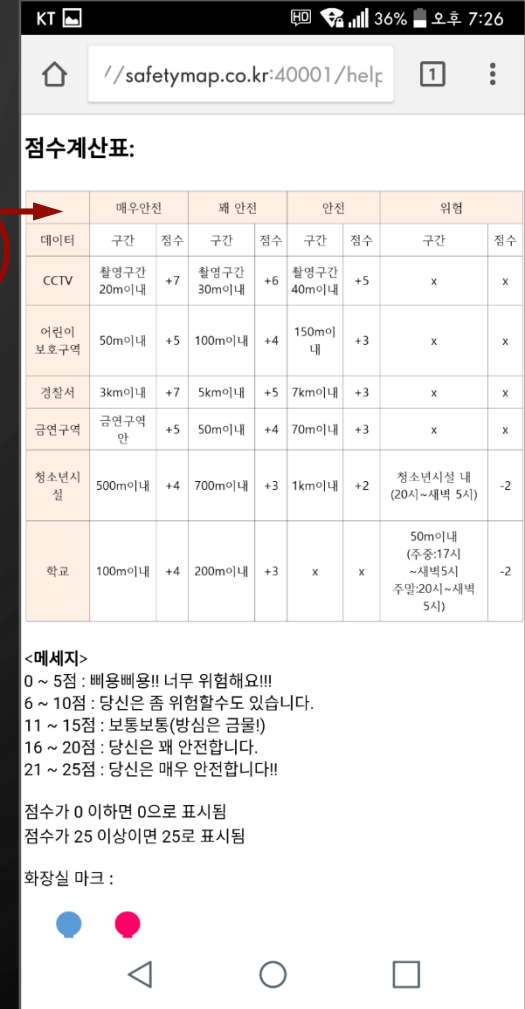 KT HD 36% 오후 7:26
//safetymap.co.kr:40001/help 1
점수계산표:
매우안전 꽤 안전 안전 위험
데이터 구간 점수 구간 점수 구간 점수 구간 점수
CCTV 촬영구간 20m이내 +7 촬영구간 30m이내 +6 촬영구간 40m이내 +5 x x
어린이 보호구역 50m이내 +5 100m이내 +4 150m이내 +3 x x
경찰서 3km이내 +7 5km이내 +5 7km이내 +3 x x
금연구역 금연구역 안 +5 50m이내 +4 70m이내 +3 x x
청소년시설 500m이내 +4 700m이내 +3 1km이내 +2 청소년시설 내 (20시~새벽 5시) -2
학교 100m이내 +4 200m이내 +3 x x 50m이내 (주중:17시 ~새벽5시 주말:20시~새벽 5시) -2
<메세지>
0 ~ 5점 : 삐용삐용!! 너무 위험해요!!!
6 ~ 10점 : 당신은 좀 위험할수도 있습니다.
11 ~ 15점 : 보통보통(방심은 금물!)
16 ~ 20점 : 당신은 꽤 안전합니다.
21 ~ 25점 : 당신은 매우 안전합니다!!
점수가 0 이하면 0으로 표시됨
점수가 25 이상이면 25로 표시됨
화장실 마크 :